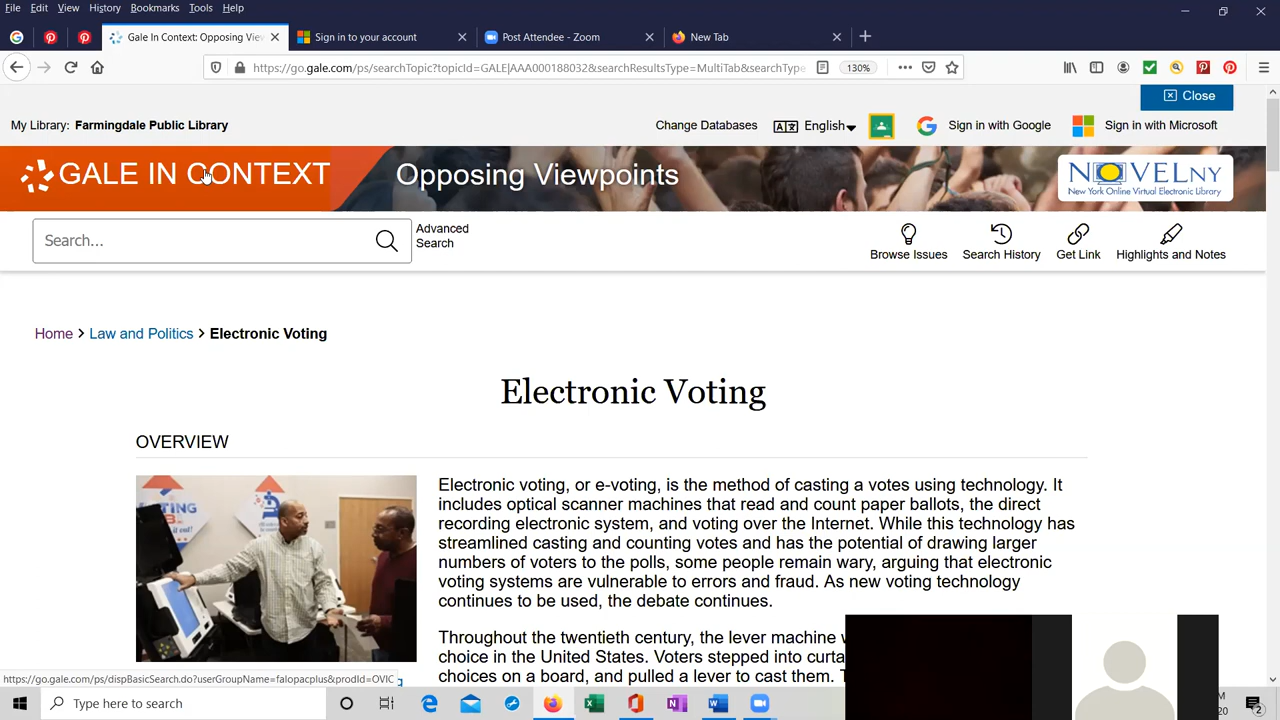 File Edit View History Bookmarks Tools Help
Gale In Context: Opposing View
Sign in to your account
Post Attendee - Zoom
New Tab
https://go.gale.com/ps/searchTopic?topicId=GALE|AAA000188032&searchResultsType=MultiTab&searchType
130%
Close
My Library: Farmingdale Public Library
Change Databases
English
Sign in with Google
Sign in with Microsoft
GALE IN CONTEXT
Opposing Viewpoints
NOVELNY
New York Online Virtual Electronic Library
Search...
Advanced
Search
Browse Issues
Search History
Get Link
Highlights and Notes
Home > Law and Politics > Electronic Voting
Electronic Voting
OVERVIEW
Electronic voting, or e-voting, is the method of casting a votes using technology. It
includes optical scanner machines that read and count paper ballots, the direct
recording electronic system, and voting over the Internet. While this technology has
streamlined casting and counting votes and has the potential of drawing larger
numbers of voters to the polls, some people remain wary, arguing that electronic
voting systems are vulnerable to errors and fraud. As new voting technology
continues to be used, the debate continues.
Throughout the twentieth century, the lever machine
choice in the United States. Voters stepped into
choices on a board, and pulled a lever to cast them.
https://go.gale.com/ps/dispBasicSearch.do?userGroupName=falopacplus&prodId=OVIC
Type here to search
2